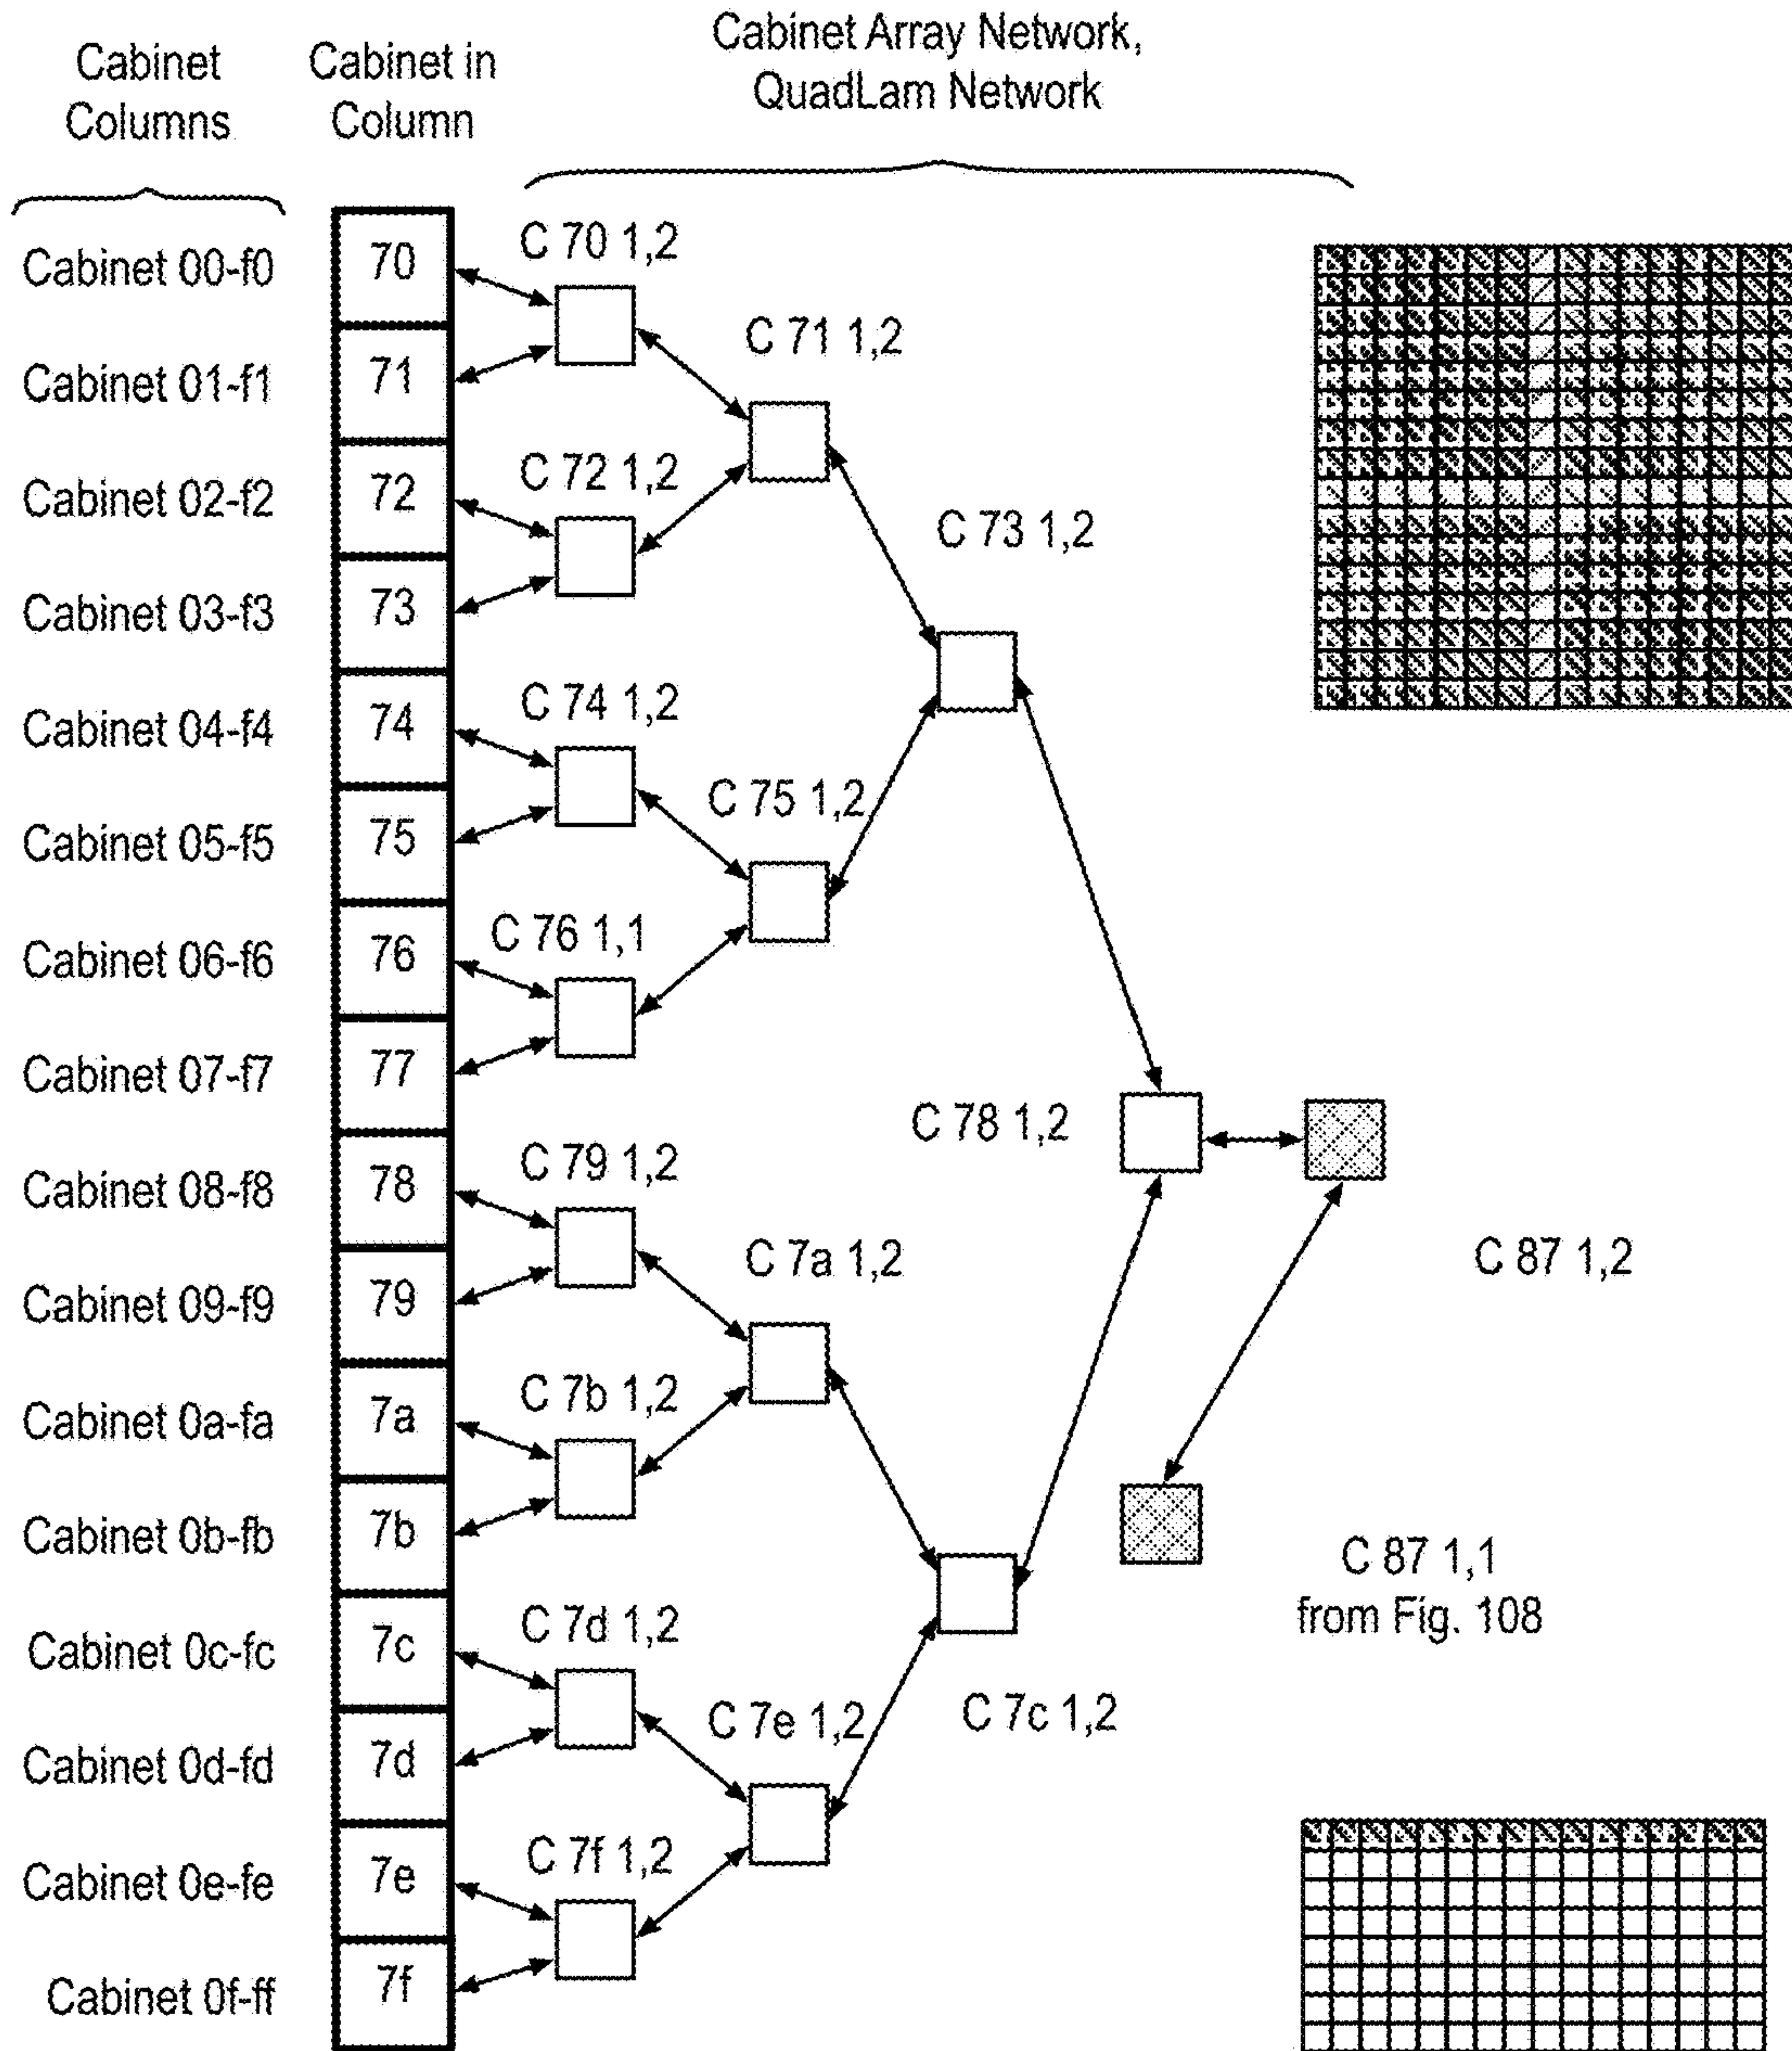 Cabinet Array Network,
QuadLam Network
Cabinet
Columns
Cabinet in
Column
Cabinet 00-f0
70
C 70 1,2
C 71 1,2
Cabinet 01-f1
71
Cabinet 02-f2
72
C 72 1,2
C 73 1,2
Cabinet 03-f3
73
Cabinet 04-f4
74
C 74 1,2
C 75 1,2
Cabinet 05-f5
75
Cabinet 06-f6
76
C 76 1,1
Cabinet 07-f7
77
C 78 1,2
Cabinet 08-f8
78
C 79 1,2
C 7a 1,2
C 87 1,2
Cabinet 09-f9
79
Cabinet 0a-fa
7a
C 7b 1,2
Cabinet 0b-fb
7b
C 87 1,1
from Fig. 108
Cabinet 0c-fc
7c
C 7d 1,2
C 7e 1,2
C 7c 1,2
Cabinet 0d-fd
7d
Cabinet 0e-fe
7e
C 7f 1,2
Cabinet 0f-ff
7f